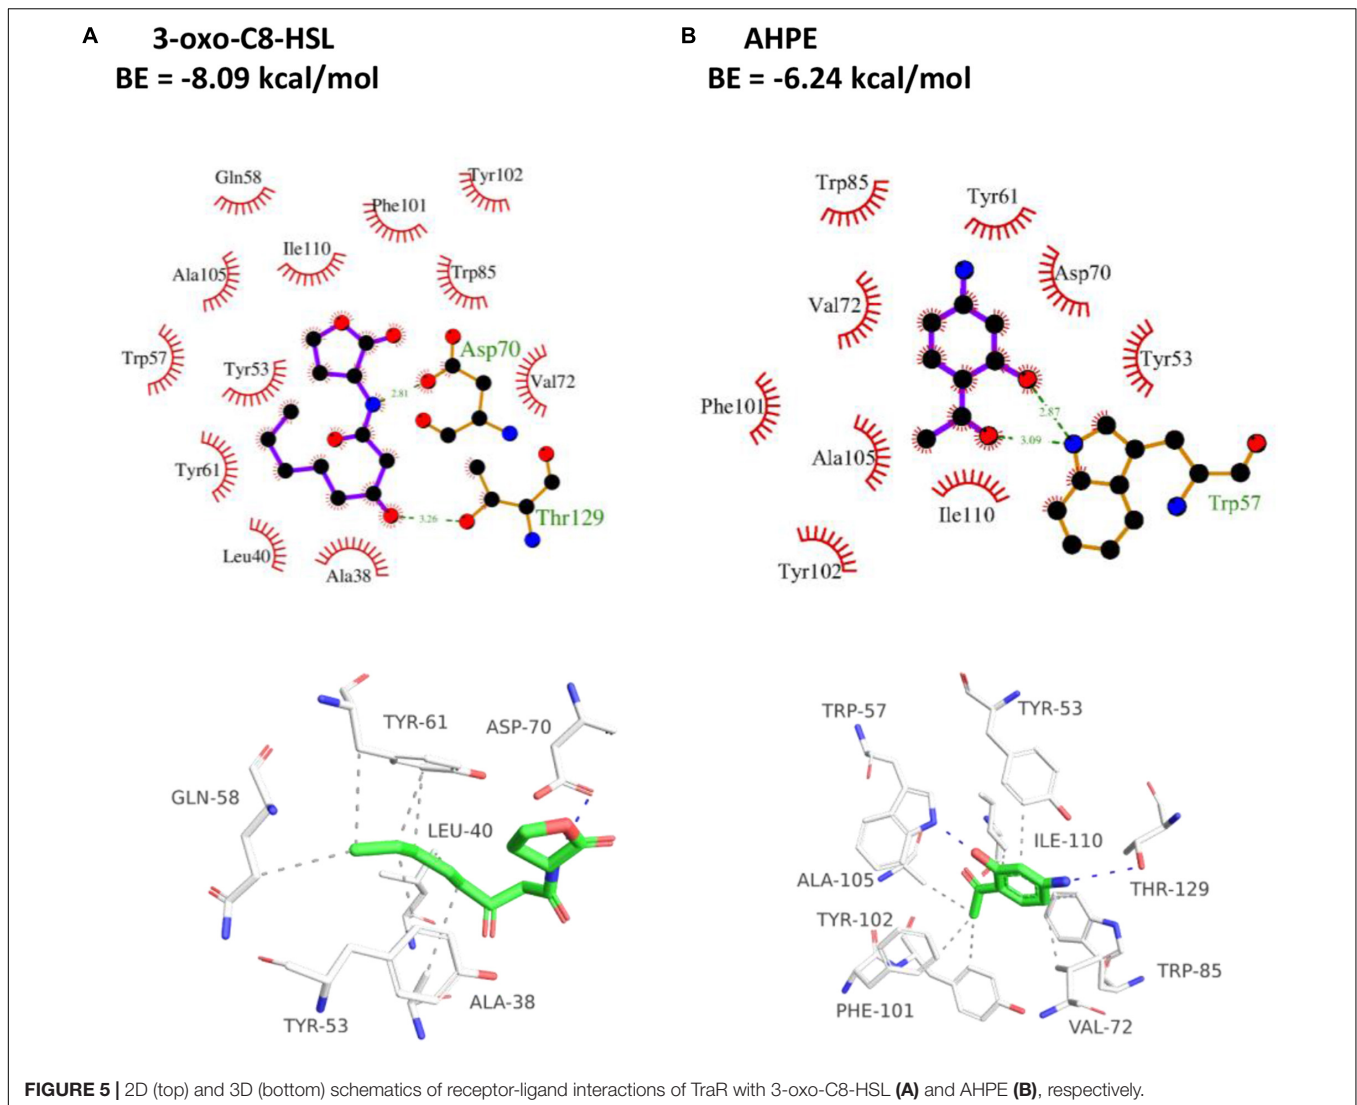 A 3-oxo-C8-HSL
BE = -8.09 kcal/mol
Gln58
Tyr102
Phe101
Ile110
Ala105
Trp85
Asp70
Trp57
Tyr53
Val72
2.81
Tyr61
3.26
Thr129
Leu40
Ala38
B AHPE
BE = -6.24 kcal/mol
Trp85
Tyr61
Asp70
Val72
Tyr53
Phe101
2.87
3.09
Ala105
Ile110
Trp57
Tyr102
TYR-61
ASP-70
GLN-58
LEU-40
ALA-38
TYR-53
TRP-57
TYR-53
ILE-110
ALA-105
THR-129
TYR-102
TRP-85
PHE-101
VAL-72
FIGURE 5 | 2D (top) and 3D (bottom) schematics of receptor-ligand interactions of TraR with 3-oxo-C8-HSL (A) and AHPE (B), respectively.